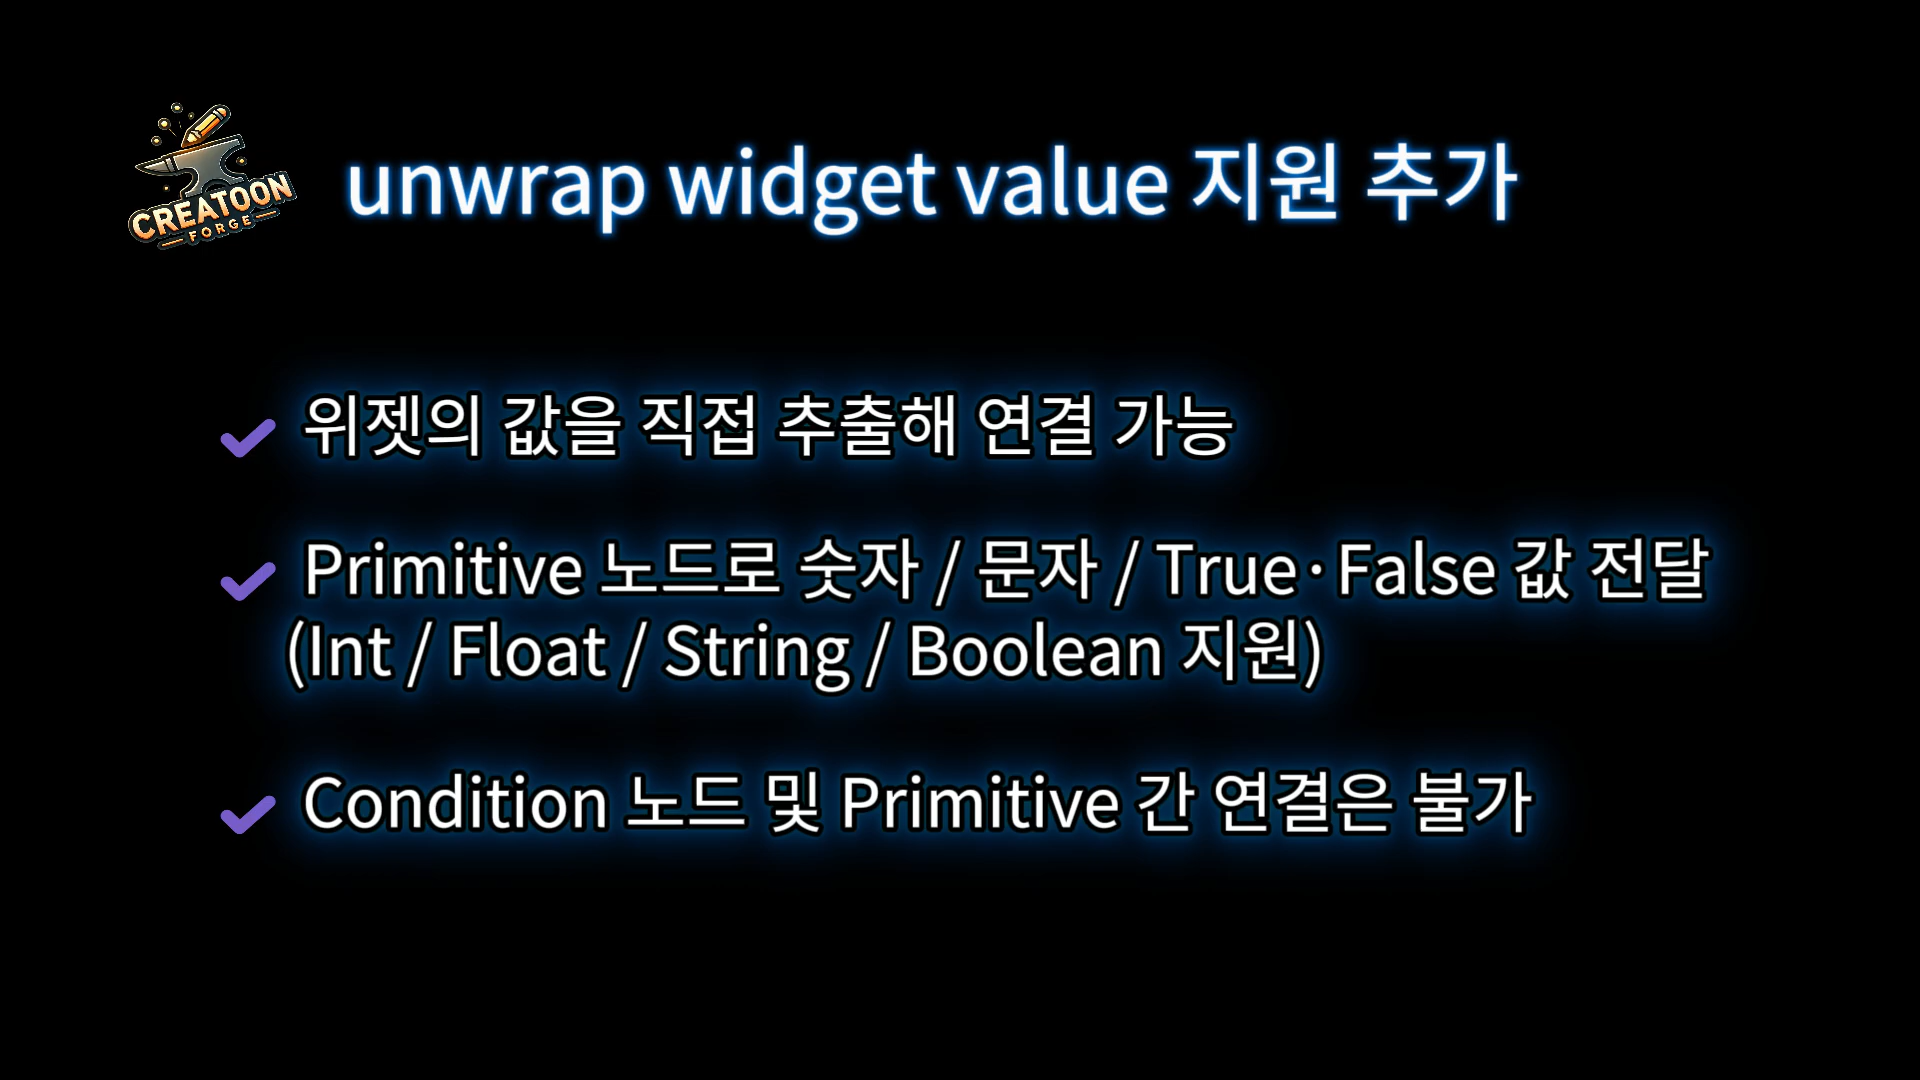 CREATOON
FORGE
unwrap widget value 지원 추가
위젯의 값을 직접 추출해 연결 가능
Primitive 노드로 숫자 / 문자 / True·False 값 전달
(Int / Float / String / Boolean 지원)
Condition 노드 및 Primitive 간 연결은 불가